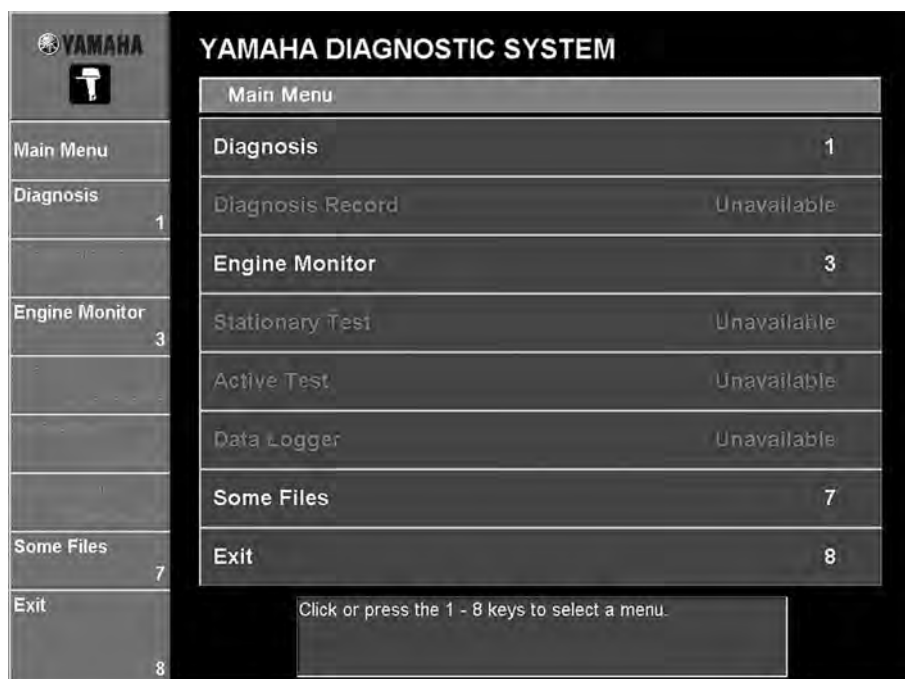 YAMAHA
Main Menu
Diagnosis
1
Engine Monitor
3
Some Files
7
Exit
8
YAMAHA DIAGNOSTIC SYSTEM
Main Menu
Diagnosis 1
Diagnosis Record Unavailable
Engine Monitor 3
Stationary Test Unavailable
Active Test Unavailable
Data Logger Unavailable
Some Files 7
Exit 8
Click or press the 1 - 8 keys to select a menu.